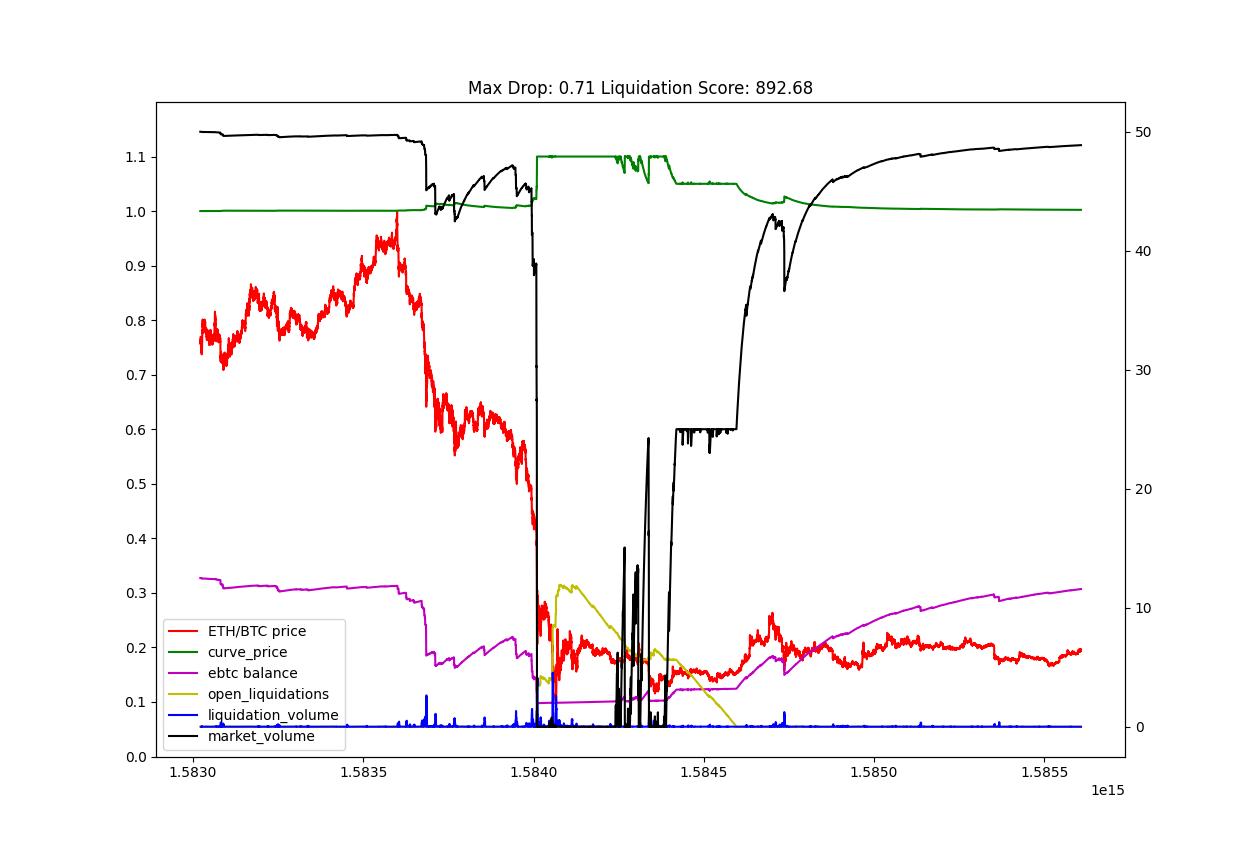 Max Drop: 0.71 Liquidation Score: 892.68
1.1
1.0
0.9
0.8
0.7
0.6
0.5
0.4
0.3
0.2
0.1
0.0
50
40
30
20
10
0
ETH/BTC price
curve_price
ebtc balance
open_liquidations
liquidation_volume
market_volume
1.5830 1.5835 1.5840 1.5845 1.5850 1.5855
1e15